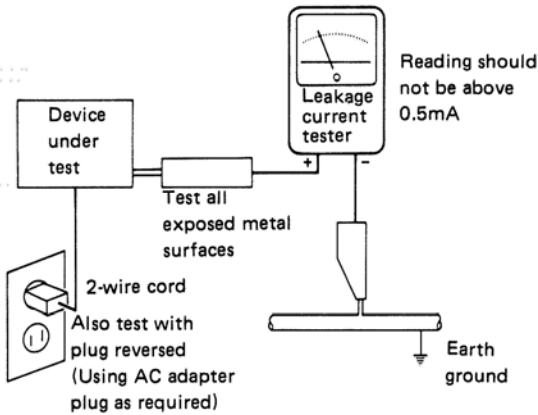 Device
under
test
Leakage
current
tester
+ -
Reading should
not be above
0.5mA
Test all
exposed metal
surfaces
2-wire cord
Also test with
plug reversed
(Using AC adapter
plug as required)
Earth
ground